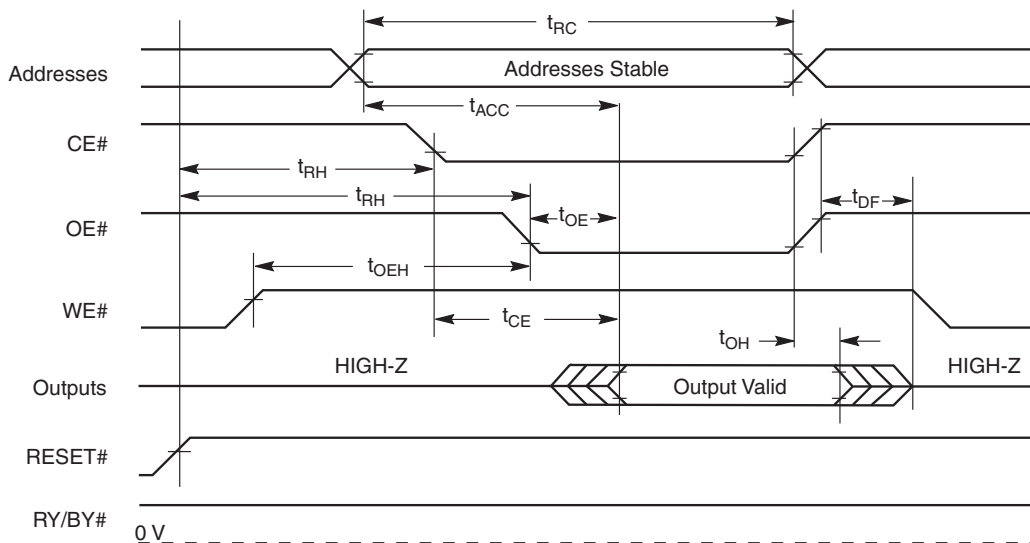 tRC
Addresses
Addresses Stable
tACC
CE#
tRH
tRH
tDF
OE#
tOE
tOEH
WE#
tCE
tOH
HIGH-Z
HIGH-Z
Outputs
Output Valid
RESET#
RY/BY#
0 V